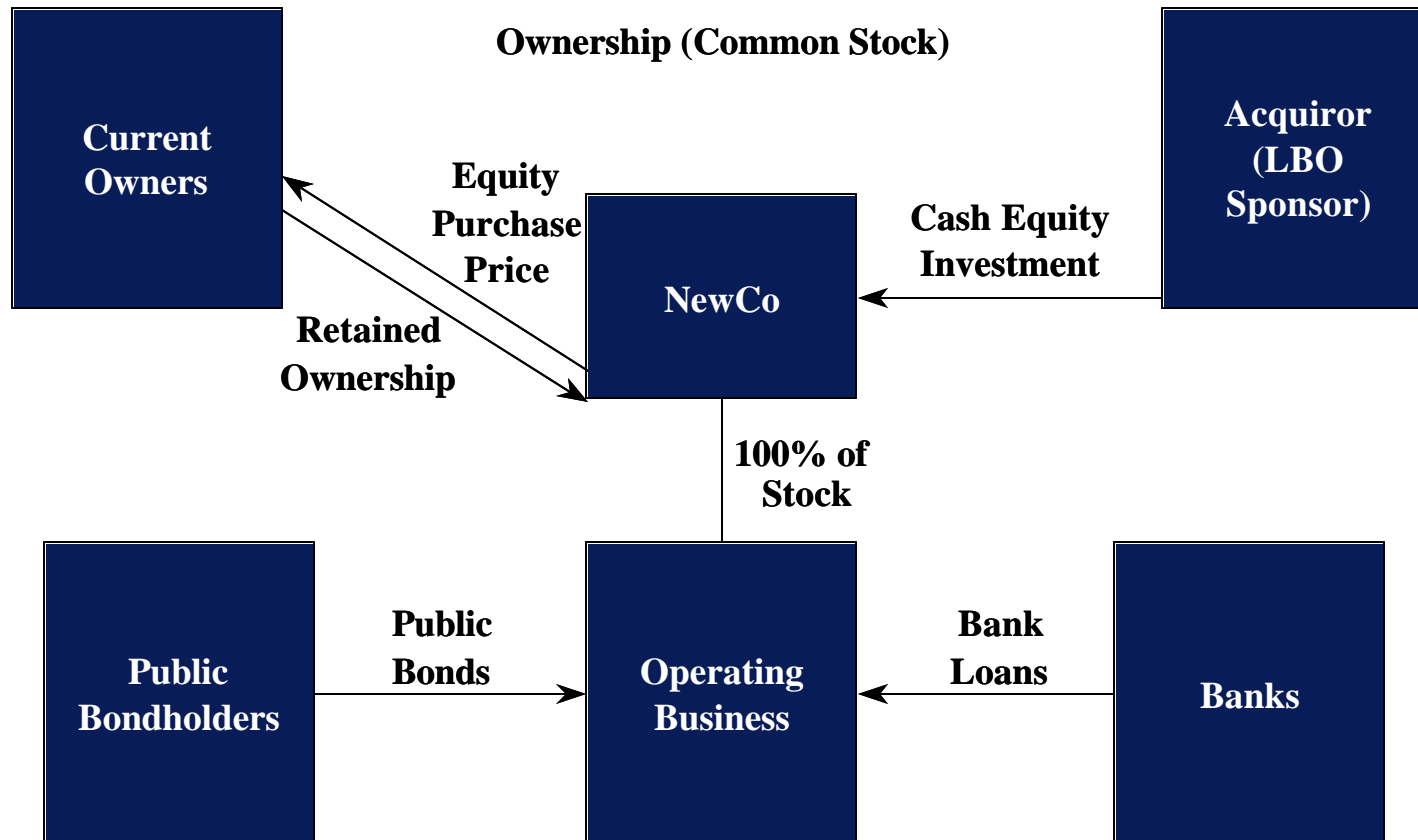 Ownership (Common Stock)
Current
Owners
Equity
Purchase
Price
Retained
Ownership
NewCo
Cash Equity
Investment
Acquiror
(LBO
Sponsor)
100% of
Stock
Public
Bondholders
Public
Bonds
Operating
Business
Bank
Loans
Banks